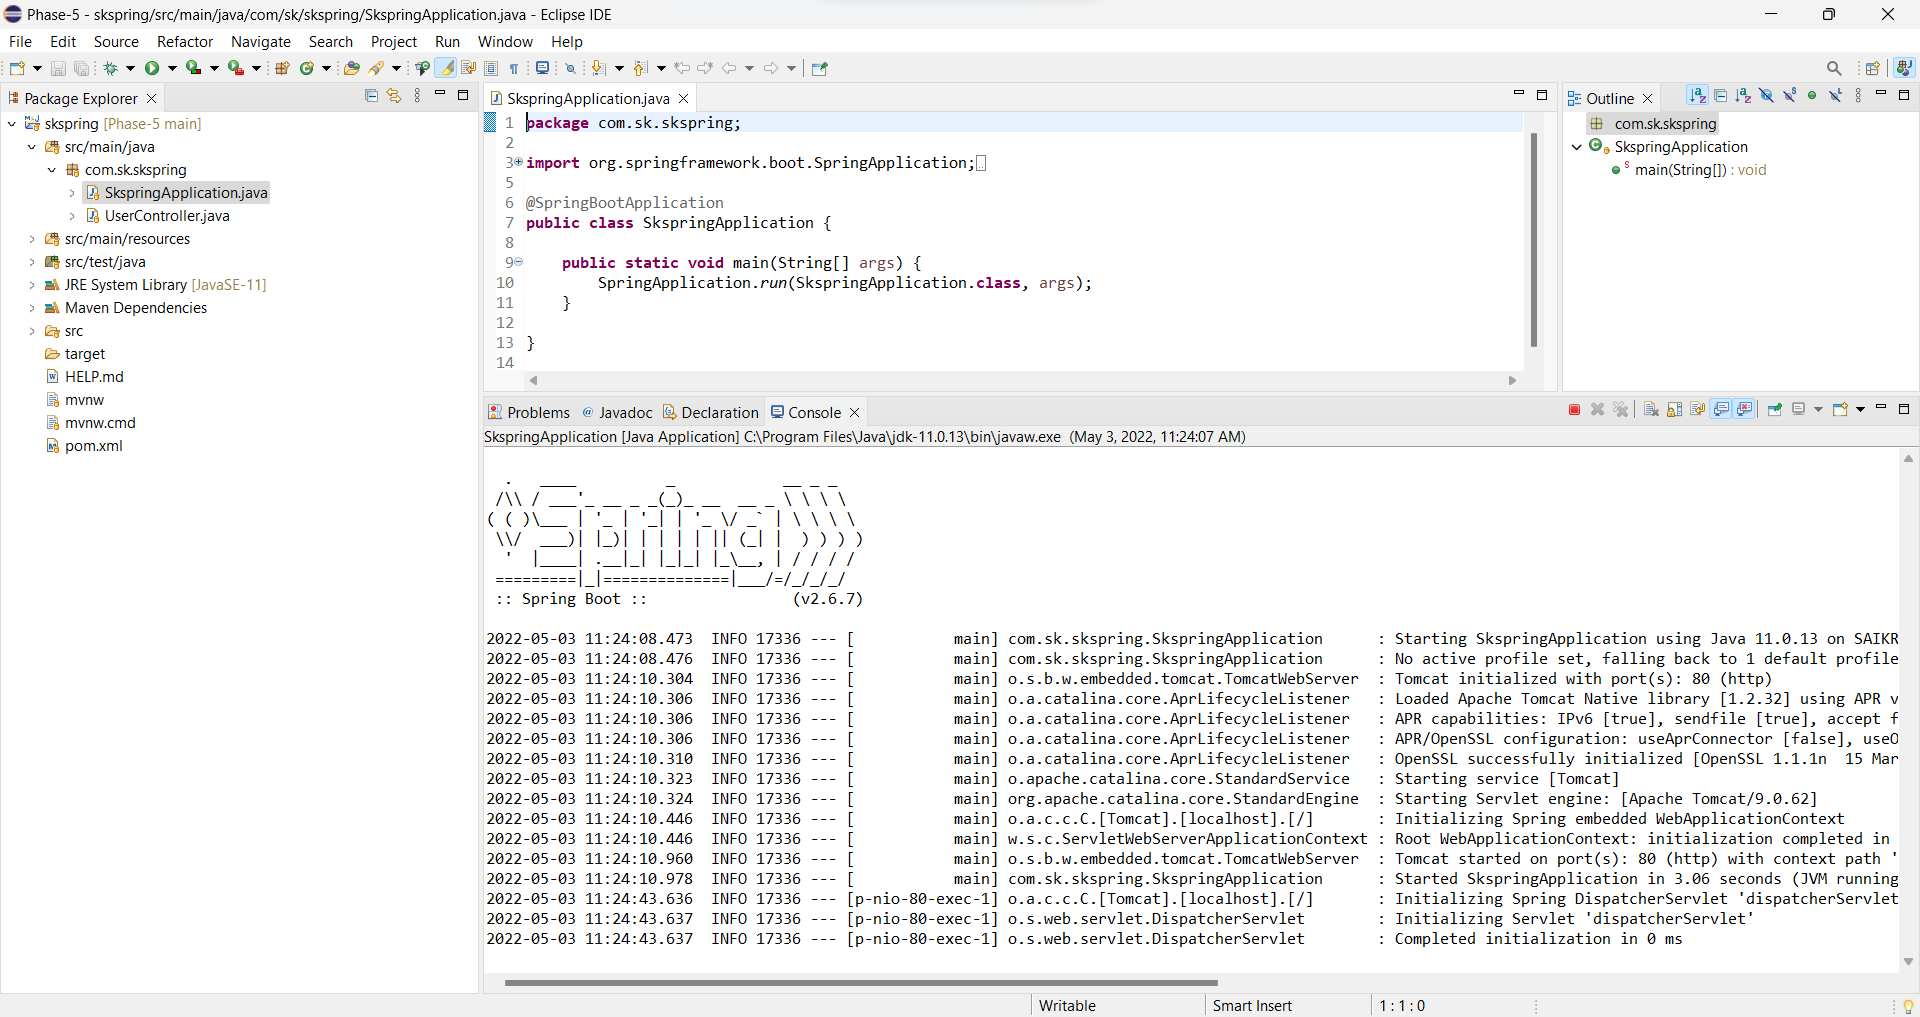 Phase-5 - skspring/src/main/java/com/sk/skspring/SkspringApplication.java - Eclipse IDE
File Edit Source Refactor Navigate Search Project Run Window Help
Package Explorer
skspring [Phase-5 main]
src/main/java
com.sk.skspring
SkspringApplication.java
UserController.java
src/main/resources
src/test/java
JRE System Library [JavaSE-11]
Maven Dependencies
src
target
HELP.md
mvnw
mvnw.cmd
pom.xml
SkspringApplication.java
1 package com.sk.skspring;
2
3 import org.springframework.boot.SpringApplication;
5
6 @SpringBootApplication
7 public class SkspringApplication {
8
9 public static void main(String[] args) {
10 SpringApplication.run(SkspringApplication.class, args);
11 }
12
13 }
14
Outline
com.sk.skspring
SkspringApplication
main(String[]) : void
Problems Javadoc Declaration Console
SkspringApplication [Java Application] C:\Program Files\Java\jdk-11.0.13\bin\javaw.exe (May 3, 2022, 11:24:07 AM)
Spring
:: Spring Boot :: (v2.6.7)
2022-05-03 11:24:08.473 INFO 17336 --- [ main] com.sk.skspring.SkspringApplication : Starting SkspringApplication using Java 11.0.13 on SAIKR
2022-05-03 11:24:08.476 INFO 17336 --- [ main] com.sk.skspring.SkspringApplication : No active profile set, falling back to 1 default profile
2022-05-03 11:24:10.304 INFO 17336 --- [ main] o.s.b.w.embedded.tomcat.TomcatWebServer : Tomcat initialized with port(s): 80 (http)
2022-05-03 11:24:10.306 INFO 17336 --- [ main] o.a.catalina.core.AprLifecycleListener : Loaded Apache Tomcat Native library [1.2.32] using APR v
2022-05-03 11:24:10.306 INFO 17336 --- [ main] o.a.catalina.core.AprLifecycleListener : APR capabilities: IPv6 [true], sendfile [true], accept f
2022-05-03 11:24:10.306 INFO 17336 --- [ main] o.a.catalina.core.AprLifecycleListener : APR/OpenSSL configuration: useAprConnector [false], useO
2022-05-03 11:24:10.310 INFO 17336 --- [ main] o.a.catalina.core.AprLifecycleListener : OpenSSL successfully initialized [OpenSSL 1.1.1n 15 Mar
2022-05-03 11:24:10.323 INFO 17336 --- [ main] o.apache.catalina.core.StandardService : Starting service [Tomcat]
2022-05-03 11:24:10.324 INFO 17336 --- [ main] org.apache.catalina.core.StandardEngine : Starting Servlet engine: [Apache Tomcat/9.0.62]
2022-05-03 11:24:10.446 INFO 17336 --- [ main] o.a.c.c.C.[Tomcat].[localhost].[/] : Initializing Spring embedded WebApplicationContext
2022-05-03 11:24:10.446 INFO 17336 --- [ main] w.s.c.ServletWebServerApplicationContext : Root WebApplicationContext: initialization completed in
2022-05-03 11:24:10.960 INFO 17336 --- [ main] o.s.b.w.embedded.tomcat.TomcatWebServer : Tomcat started on port(s): 80 (http) with context path '
2022-05-03 11:24:10.978 INFO 17336 --- [ main] com.sk.skspring.SkspringApplication : Started SkspringApplication in 3.06 seconds (JVM running
2022-05-03 11:24:43.636 INFO 17336 --- [p-nio-80-exec-1] o.a.c.c.C.[Tomcat].[localhost].[/] : Initializing Spring DispatcherServlet 'dispatcherServlet
2022-05-03 11:24:43.637 INFO 17336 --- [p-nio-80-exec-1] o.s.web.servlet.DispatcherServlet : Initializing Servlet 'dispatcherServlet'
2022-05-03 11:24:43.637 INFO 17336 --- [p-nio-80-exec-1] o.s.web.servlet.DispatcherServlet : Completed initialization in 0 ms
Writable Smart Insert 1 : 1 : 0